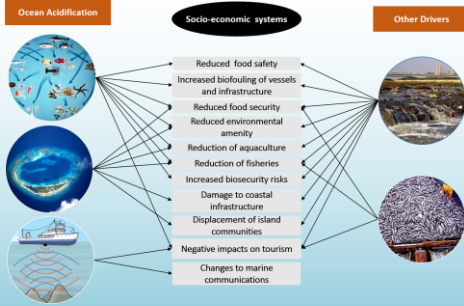 Ocean Acidification
Socio-economic systems
Other Drivers
Reduced food safety
Increased biofouling of vessels
and infrastructure
Reduced food security
Reduced environmental
amenity
Reduction of aquaculture
Reduction of fisheries
Increased biosecurity risks
Damage to coastal
infrastructure
Displacement of island
communities
Negative impacts on tourism
Changes to marine
communications